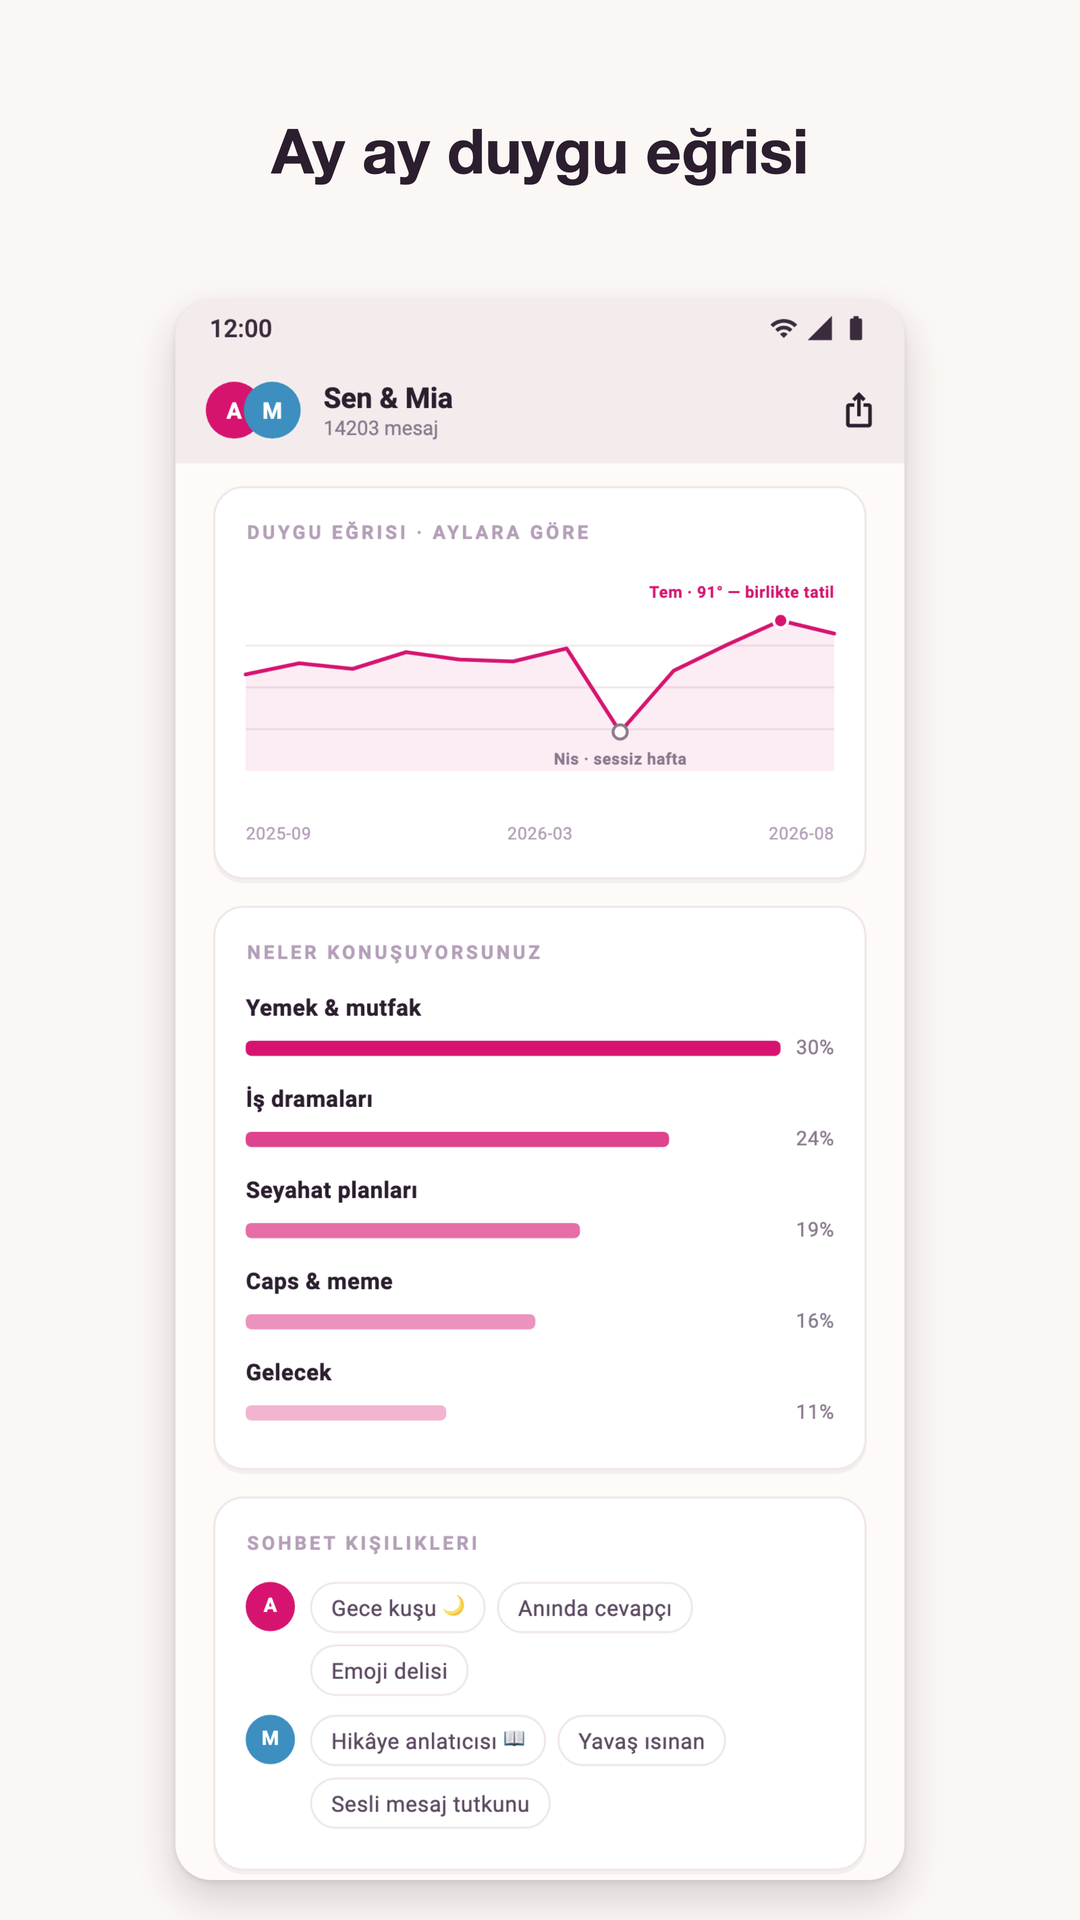 Ay ay duygu eğrisi
12:00
A
M
Sen & Mia
14203 mesaj
DUYGU EĞRISI · AYLARA GÖRE
Tem · 91° — birlikte tatil
Nis · sessiz hafta
2025-09
2026-03
2026-08
NELER KONUŞUYORSUNUZ
Yemek & mutfak
30%
İş dramaları
24%
Seyahat planları
19%
Caps & meme
16%
Gelecek
11%
SOHBET KIŞILIKLERI
A
Gece kuşu 🌙
Anında cevapçı
Emoji delisi
M
Hikâye anlatıcısı 📖
Yavaş ısınan
Sesli mesaj tutkunu